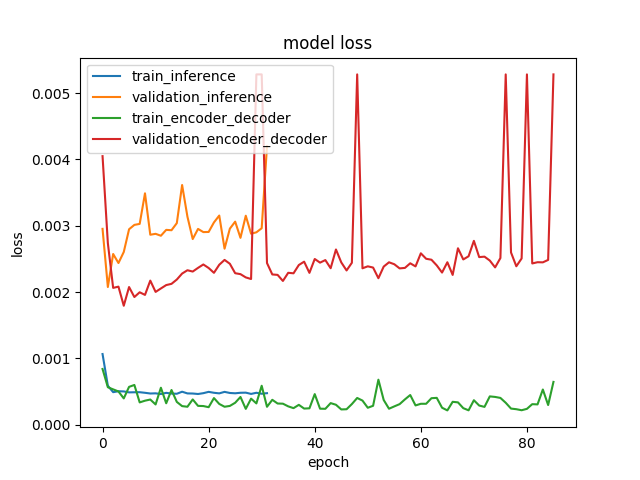 model loss
train_inference
validation_inference
train_encoder_decoder
validation_encoder_decoder
loss
0.005
0.004
0.003
0.002
0.001
0.000
0 20 40 60 80
epoch